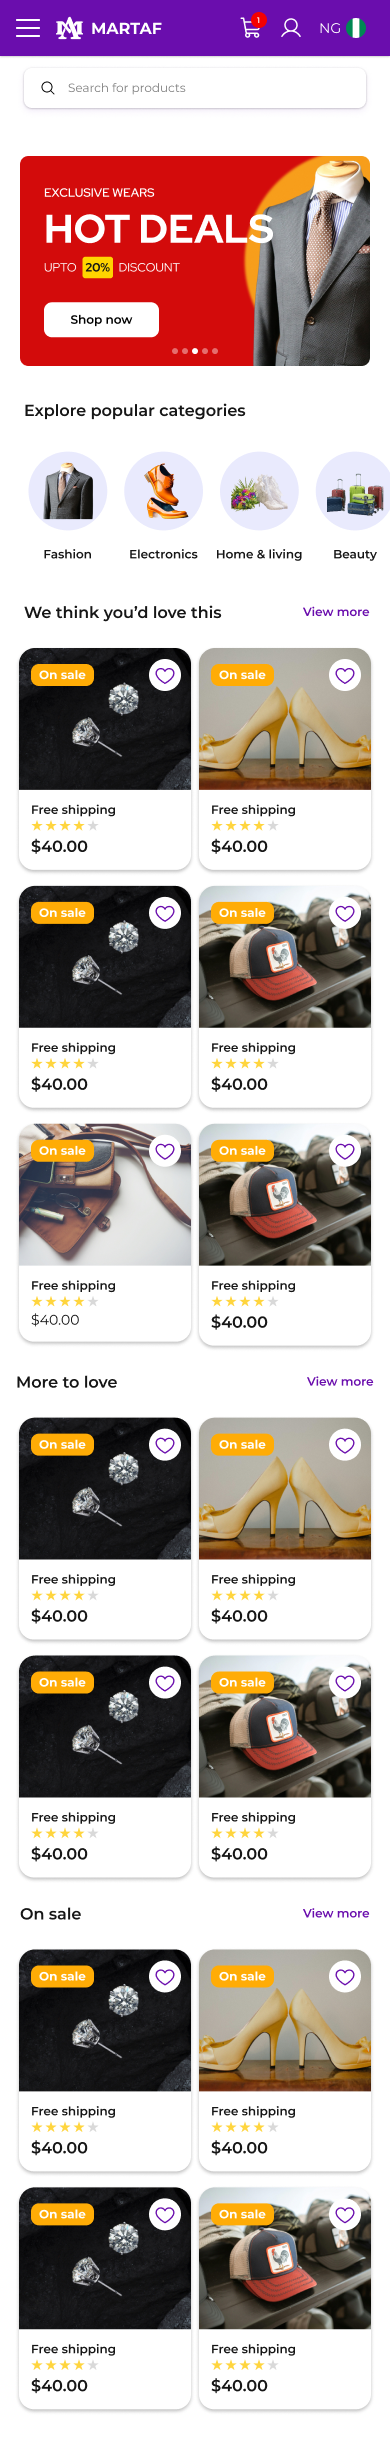 MARTAF
1
NG
Search for products
EXCLUSIVE WEARS
HOT DEALS
UPTO 20% DISCOUNT
Shop now
Explore popular categories
Fashion
Electronics
Home & living
Beauty
We think you’d love this
View more
On sale
Free shipping
$40.00
On sale
Free shipping
$40.00
On sale
Free shipping
$40.00
On sale
Free shipping
$40.00
On sale
Free shipping
$40.00
On sale
Free shipping
$40.00
More to love
View more
On sale
Free shipping
$40.00
On sale
Free shipping
$40.00
On sale
Free shipping
$40.00
On sale
Free shipping
$40.00
On sale
View more
On sale
Free shipping
$40.00
On sale
Free shipping
$40.00
On sale
Free shipping
$40.00
On sale
Free shipping
$40.00